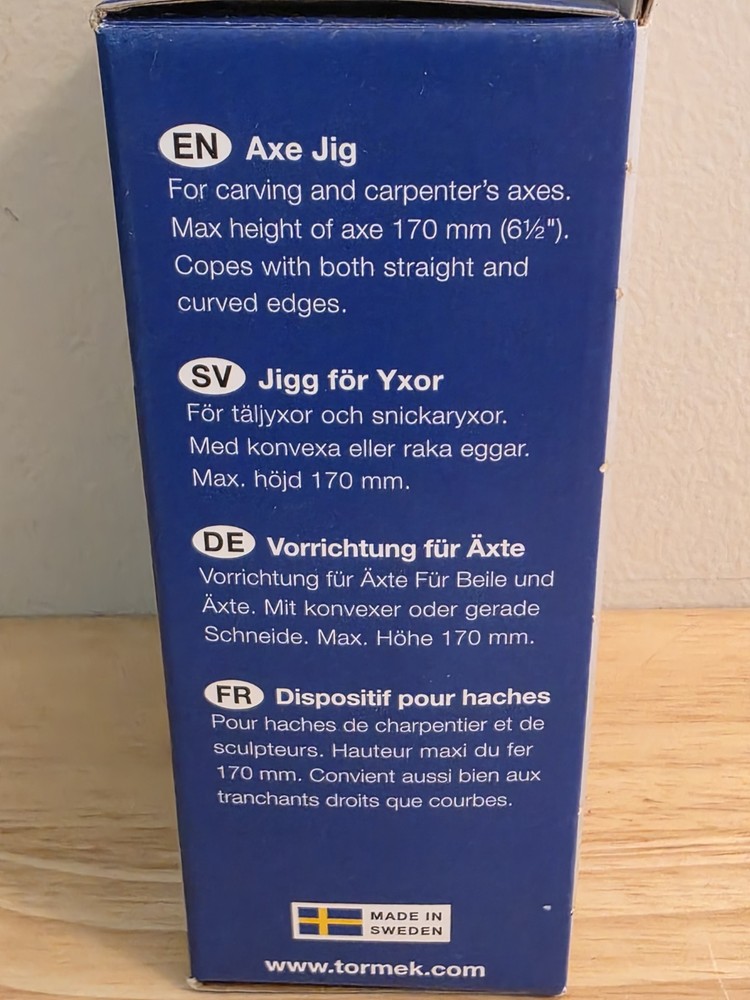 EN Axe Jig
For carving and carpenter's axes.
Max height of axe 170 mm (6½").
Copes with both straight and
curved edges.
SV Jigg för Yxor
För täljyxor och snickaryxor.
Med konvexa eller raka eggar.
Max. höjd 170 mm.
DE Vorrichtung für Äxte
Vorrichtung für Äxte Für Beile und
Äxte. Mit konvexer oder gerade
Schneide. Max. Höhe 170 mm.
FR Dispositif pour haches
Pour haches de charpentier et de
sculpteurs. Hauteur maxi du fer
170 mm. Convient aussi bien aux
tranchants droits que courbes.
MADE IN
SWEDEN
www.tormek.com